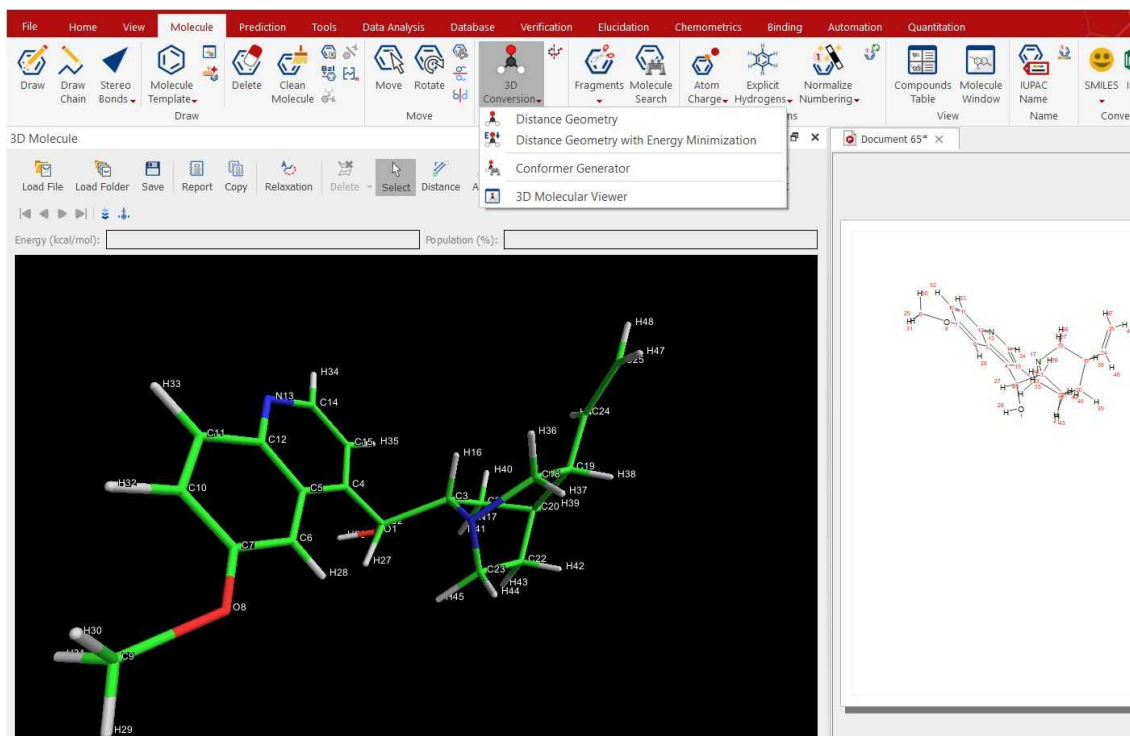 File Home View Molecule Prediction Tools Data Analysis Database Verification Elucidation Chemometrics Binding Automation Quantitation
Draw Draw Chain Stereo Bonds Molecule Template Delete Clean Molecule Move Rotate 3D Conversion Fragments Molecule Search Atom Charge Explicit Hydrogens Normalize Numbering Compounds Table Molecule Window IUPAC Name SMILES
Draw Move View Name Conve
Distance Geometry
Distance Geometry with Energy Minimization
Conformer Generator
3D Molecular Viewer
3D Molecule
Document 65*
Load File Load Folder Save Report Copy Relaxation Delete Select Distance
Energy (kcal/mol): Population (%):
H48
H47
C25
H33
H34
N13
C14
C24
C11
C12
C15
H35
H36
H16
C19
H38
H32
C10
C5
C4
C3
H40
C18
H37
H39
C20
N17
O1
H41
C7
C6
H27
H28
C22
H42
C23
H43
H44
H45
O8
H30
C9
H29